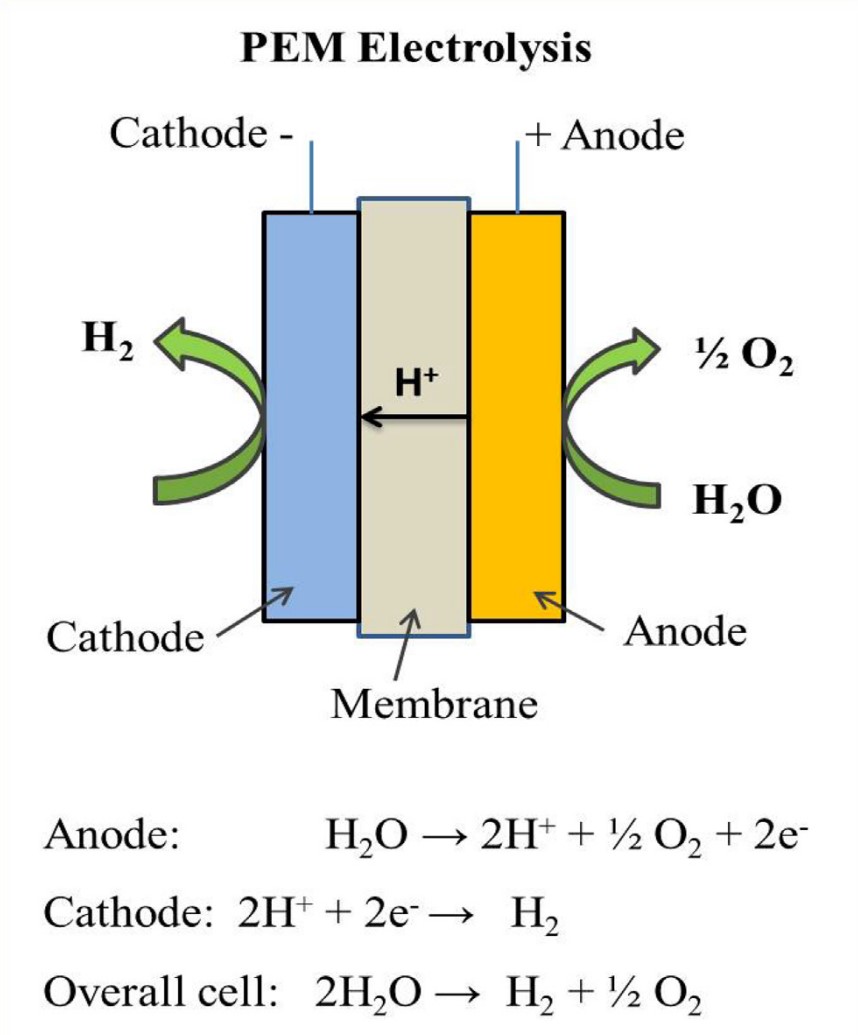 PEM Electrolysis
Cathode -
+ Anode
H₂
H⁺
½ O₂
H₂O
Cathode
Anode
Membrane
Anode: H₂O → 2H⁺ + ½ O₂ + 2e⁻
Cathode: 2H⁺ + 2e⁻ → H₂
Overall cell: 2H₂O → H₂ + ½ O₂